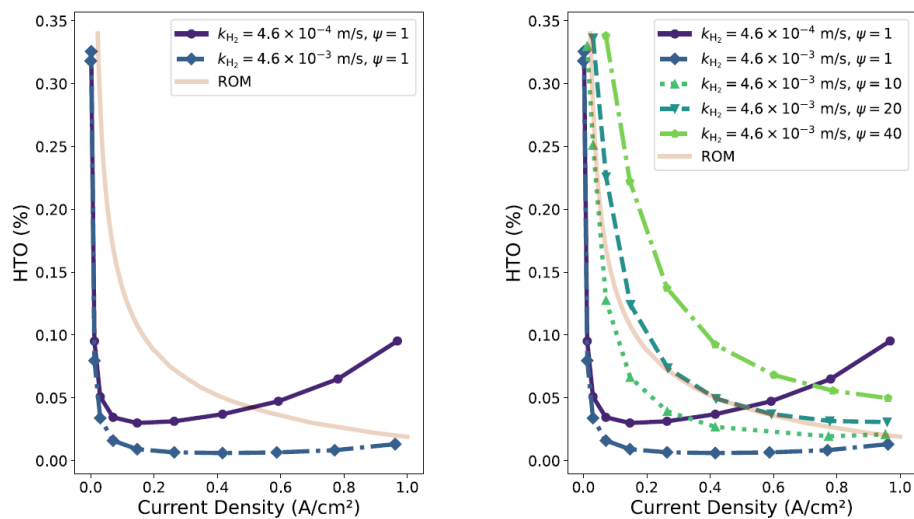 0.35
0.30
0.25
0.20
0.15
0.10
0.05
0.00
HTO (%)
0.0 0.2 0.4 0.6 0.8 1.0
Current Density (A/cm²)
k_H₂ = 4.6 × 10⁻⁴ m/s, ψ = 1
k_H₂ = 4.6 × 10⁻³ m/s, ψ = 1
ROM
0.35
0.30
0.25
0.20
0.15
0.10
0.05
0.00
HTO (%)
0.0 0.2 0.4 0.6 0.8 1.0
Current Density (A/cm²)
k_H₂ = 4.6 × 10⁻⁴ m/s, ψ = 1
k_H₂ = 4.6 × 10⁻³ m/s, ψ = 1
k_H₂ = 4.6 × 10⁻³ m/s, ψ = 10
k_H₂ = 4.6 × 10⁻³ m/s, ψ = 20
k_H₂ = 4.6 × 10⁻³ m/s, ψ = 40
ROM